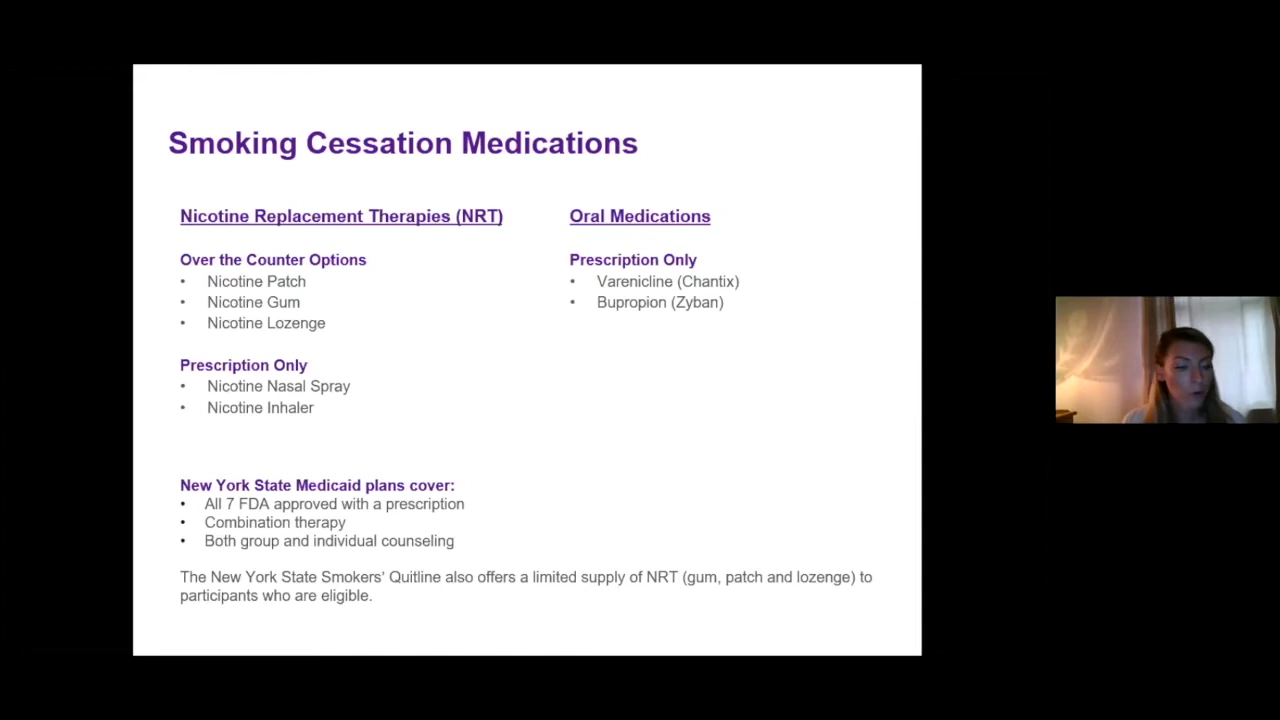 Smoking Cessation Medications
Nicotine Replacement Therapies (NRT)
Over the Counter Options
• Nicotine Patch
• Nicotine Gum
• Nicotine Lozenge
Prescription Only
• Nicotine Nasal Spray
• Nicotine Inhaler
Oral Medications
Prescription Only
• Varenicline (Chantix)
• Bupropion (Zyban)
New York State Medicaid plans cover:
• All 7 FDA approved with a prescription
• Combination therapy
• Both group and individual counseling
The New York State Smokers' Quitline also offers a limited supply of NRT (gum, patch and lozenge) to
participants who are eligible.